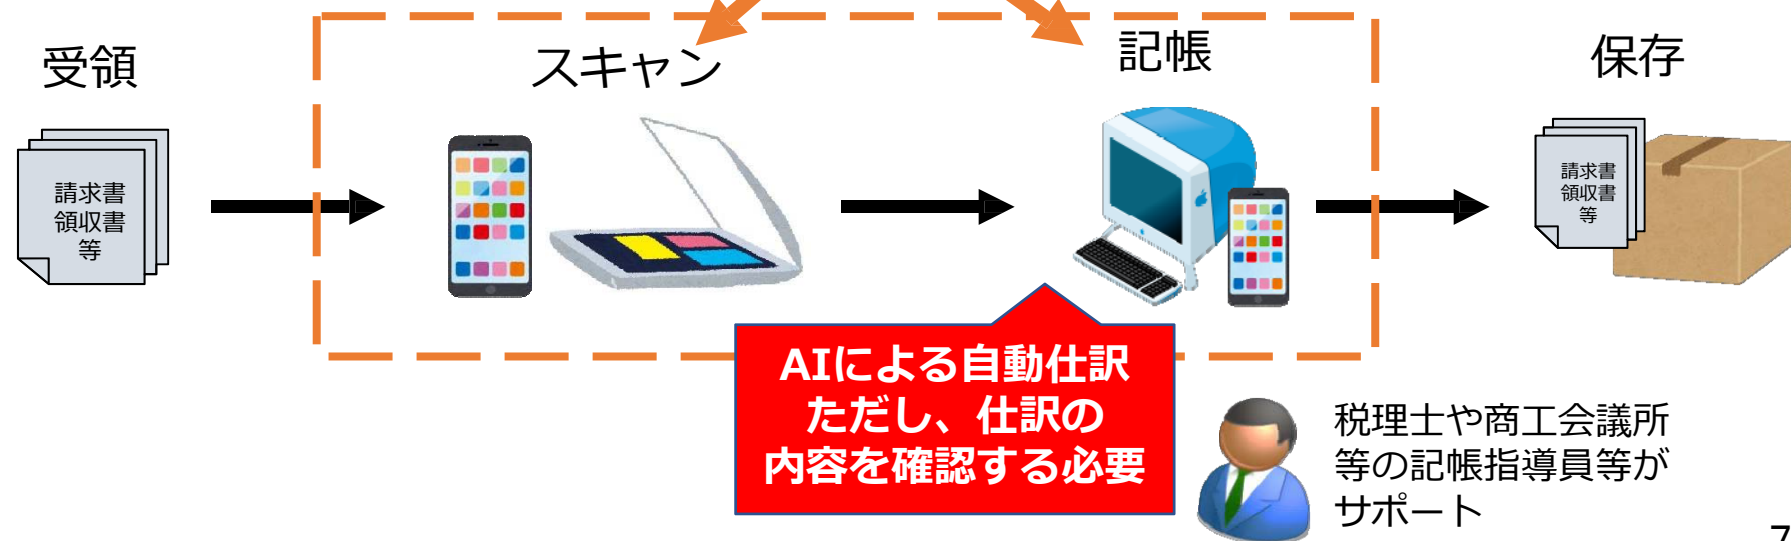 受領
スキャン
記帳
保存
請求書
領収書
等
請求書
領収書
等
AIによる自動仕訳
ただし、仕訳の
内容を確認する必要
税理士や商工会議所
等の記帳指導員等が
サポート
7